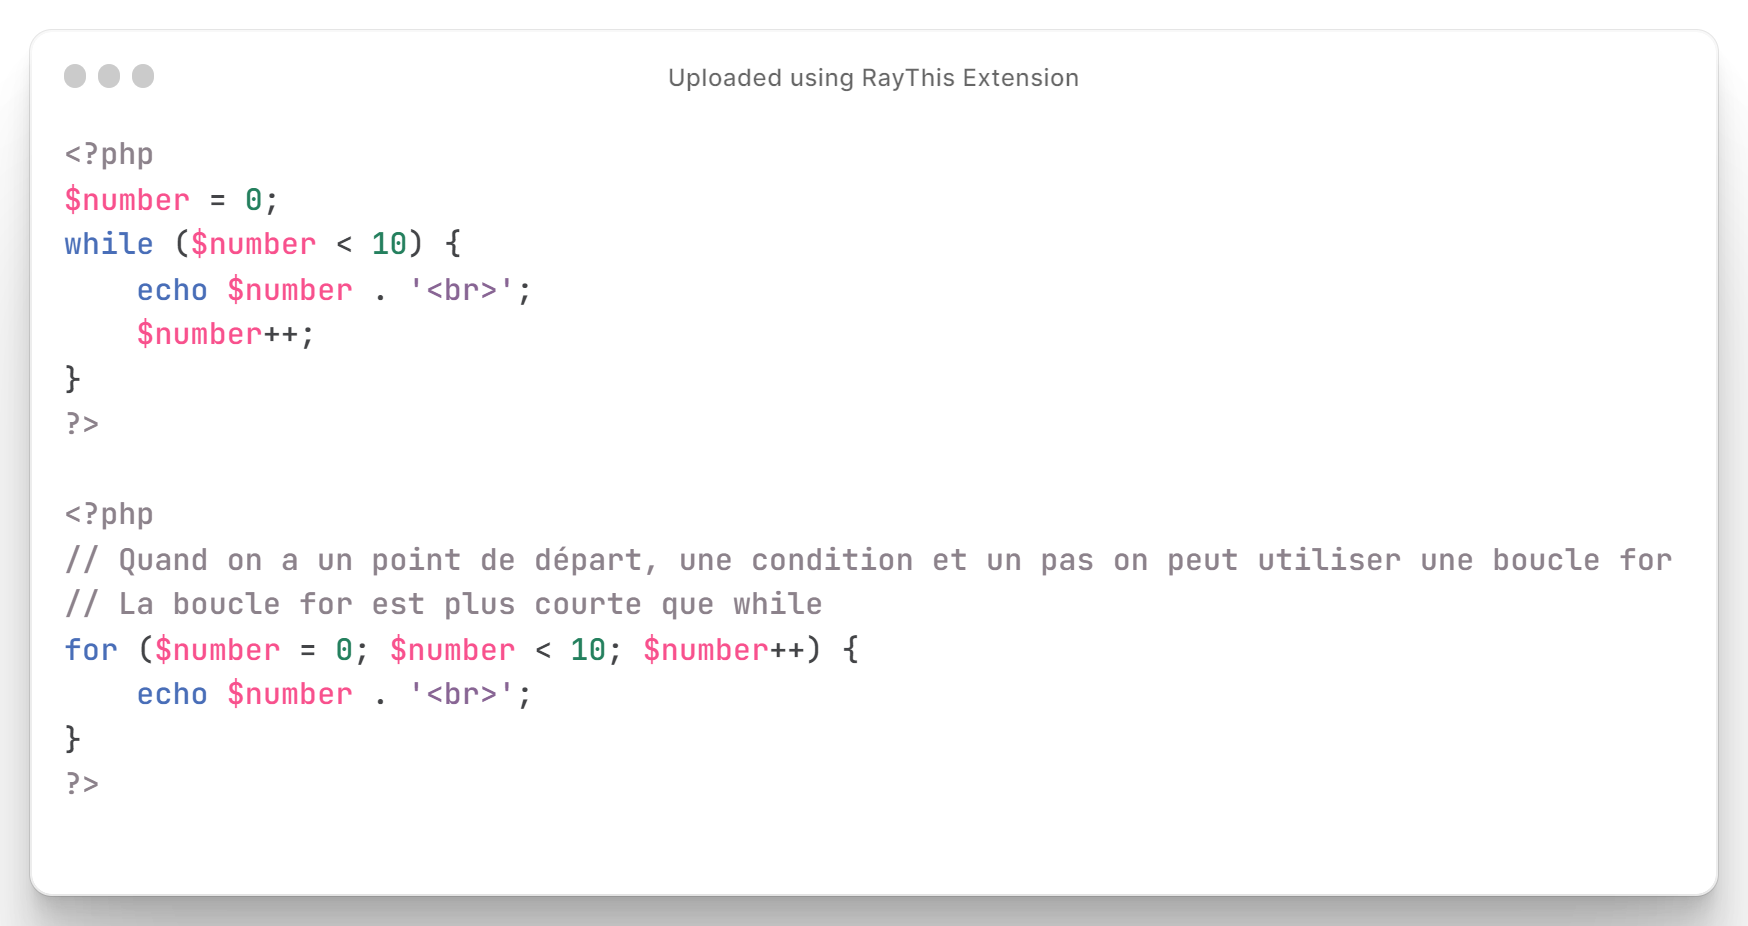 Uploaded using RayThis Extension
<?php
$number = 0;
while ($number < 10) {
    echo $number . '<br>';
    $number++;
}
?>

<?php
// Quand on a un point de départ, une condition et un pas on peut utiliser une boucle for
// La boucle for est plus courte que while
for ($number = 0; $number < 10; $number++) {
    echo $number . '<br>';
}
?>